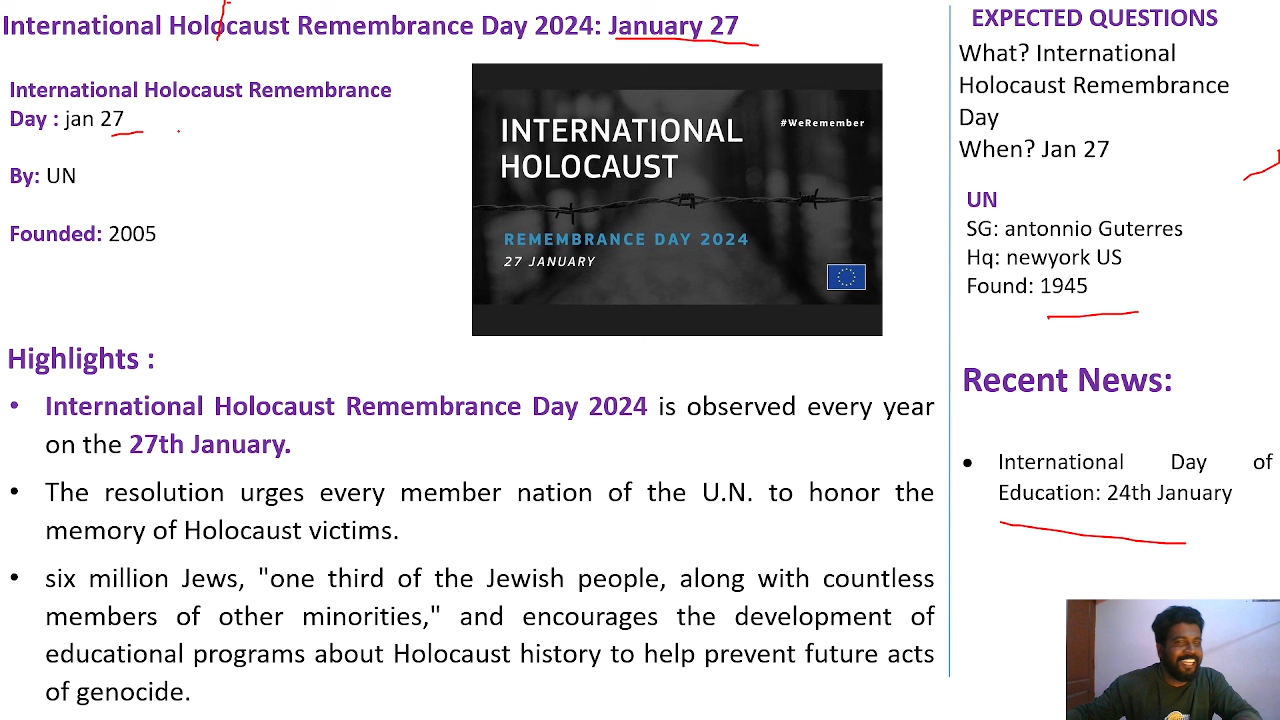 International Holocaust Remembrance Day 2024: January 27
International Holocaust Remembrance
Day : jan 27
By: UN
Founded: 2005
INTERNATIONAL
HOLOCAUST
#WeRemember
REMEMBRANCE DAY 2024
27 JANUARY
Highlights :
• International Holocaust Remembrance Day 2024 is observed every year
on the 27th January.
• The resolution urges every member nation of the U.N. to honor the
memory of Holocaust victims.
• six million Jews, "one third of the Jewish people, along with countless
members of other minorities," and encourages the development of
educational programs about Holocaust history to help prevent future acts
of genocide.
EXPECTED QUESTIONS
What? International
Holocaust Remembrance
Day
When? Jan 27
UN
SG: antonnio Guterres
Hq: newyork US
Found: 1945
Recent News:
• International Day of
Education: 24th January